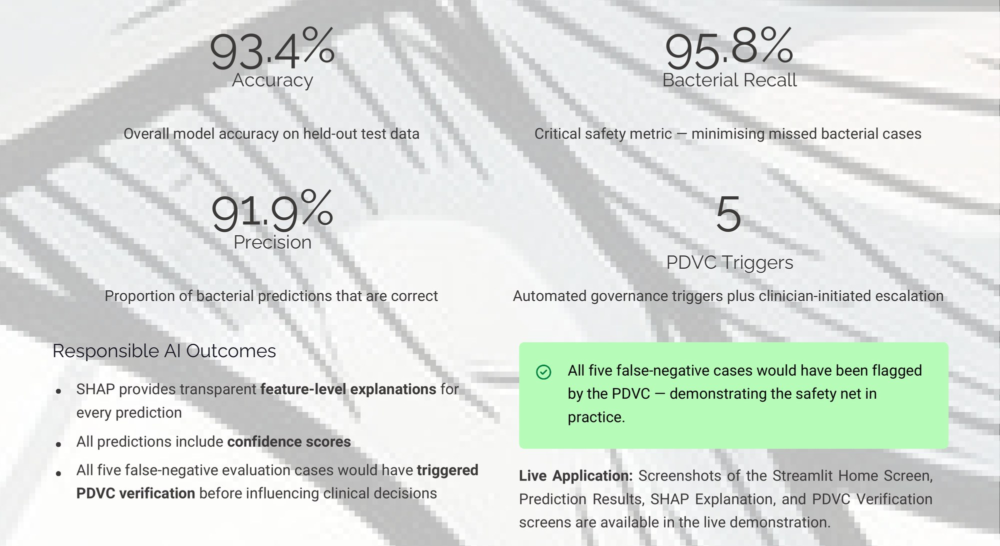 93.4%
Accuracy
Overall model accuracy on held-out test data
95.8%
Bacterial Recall
Critical safety metric — minimising missed bacterial cases
91.9%
Precision
Proportion of bacterial predictions that are correct
5
PDVC Triggers
Automated governance triggers plus clinician-initiated escalation
Responsible AI Outcomes
• SHAP provides transparent feature-level explanations for
every prediction
• All predictions include confidence scores
• All five false-negative evaluation cases would have triggered
PDVC verification before influencing clinical decisions
All five false-negative cases would have been flagged
by the PDVC — demonstrating the safety net in
practice.
Live Application: Screenshots of the Streamlit Home Screen,
Prediction Results, SHAP Explanation, and PDVC Verification
screens are available in the live demonstration.